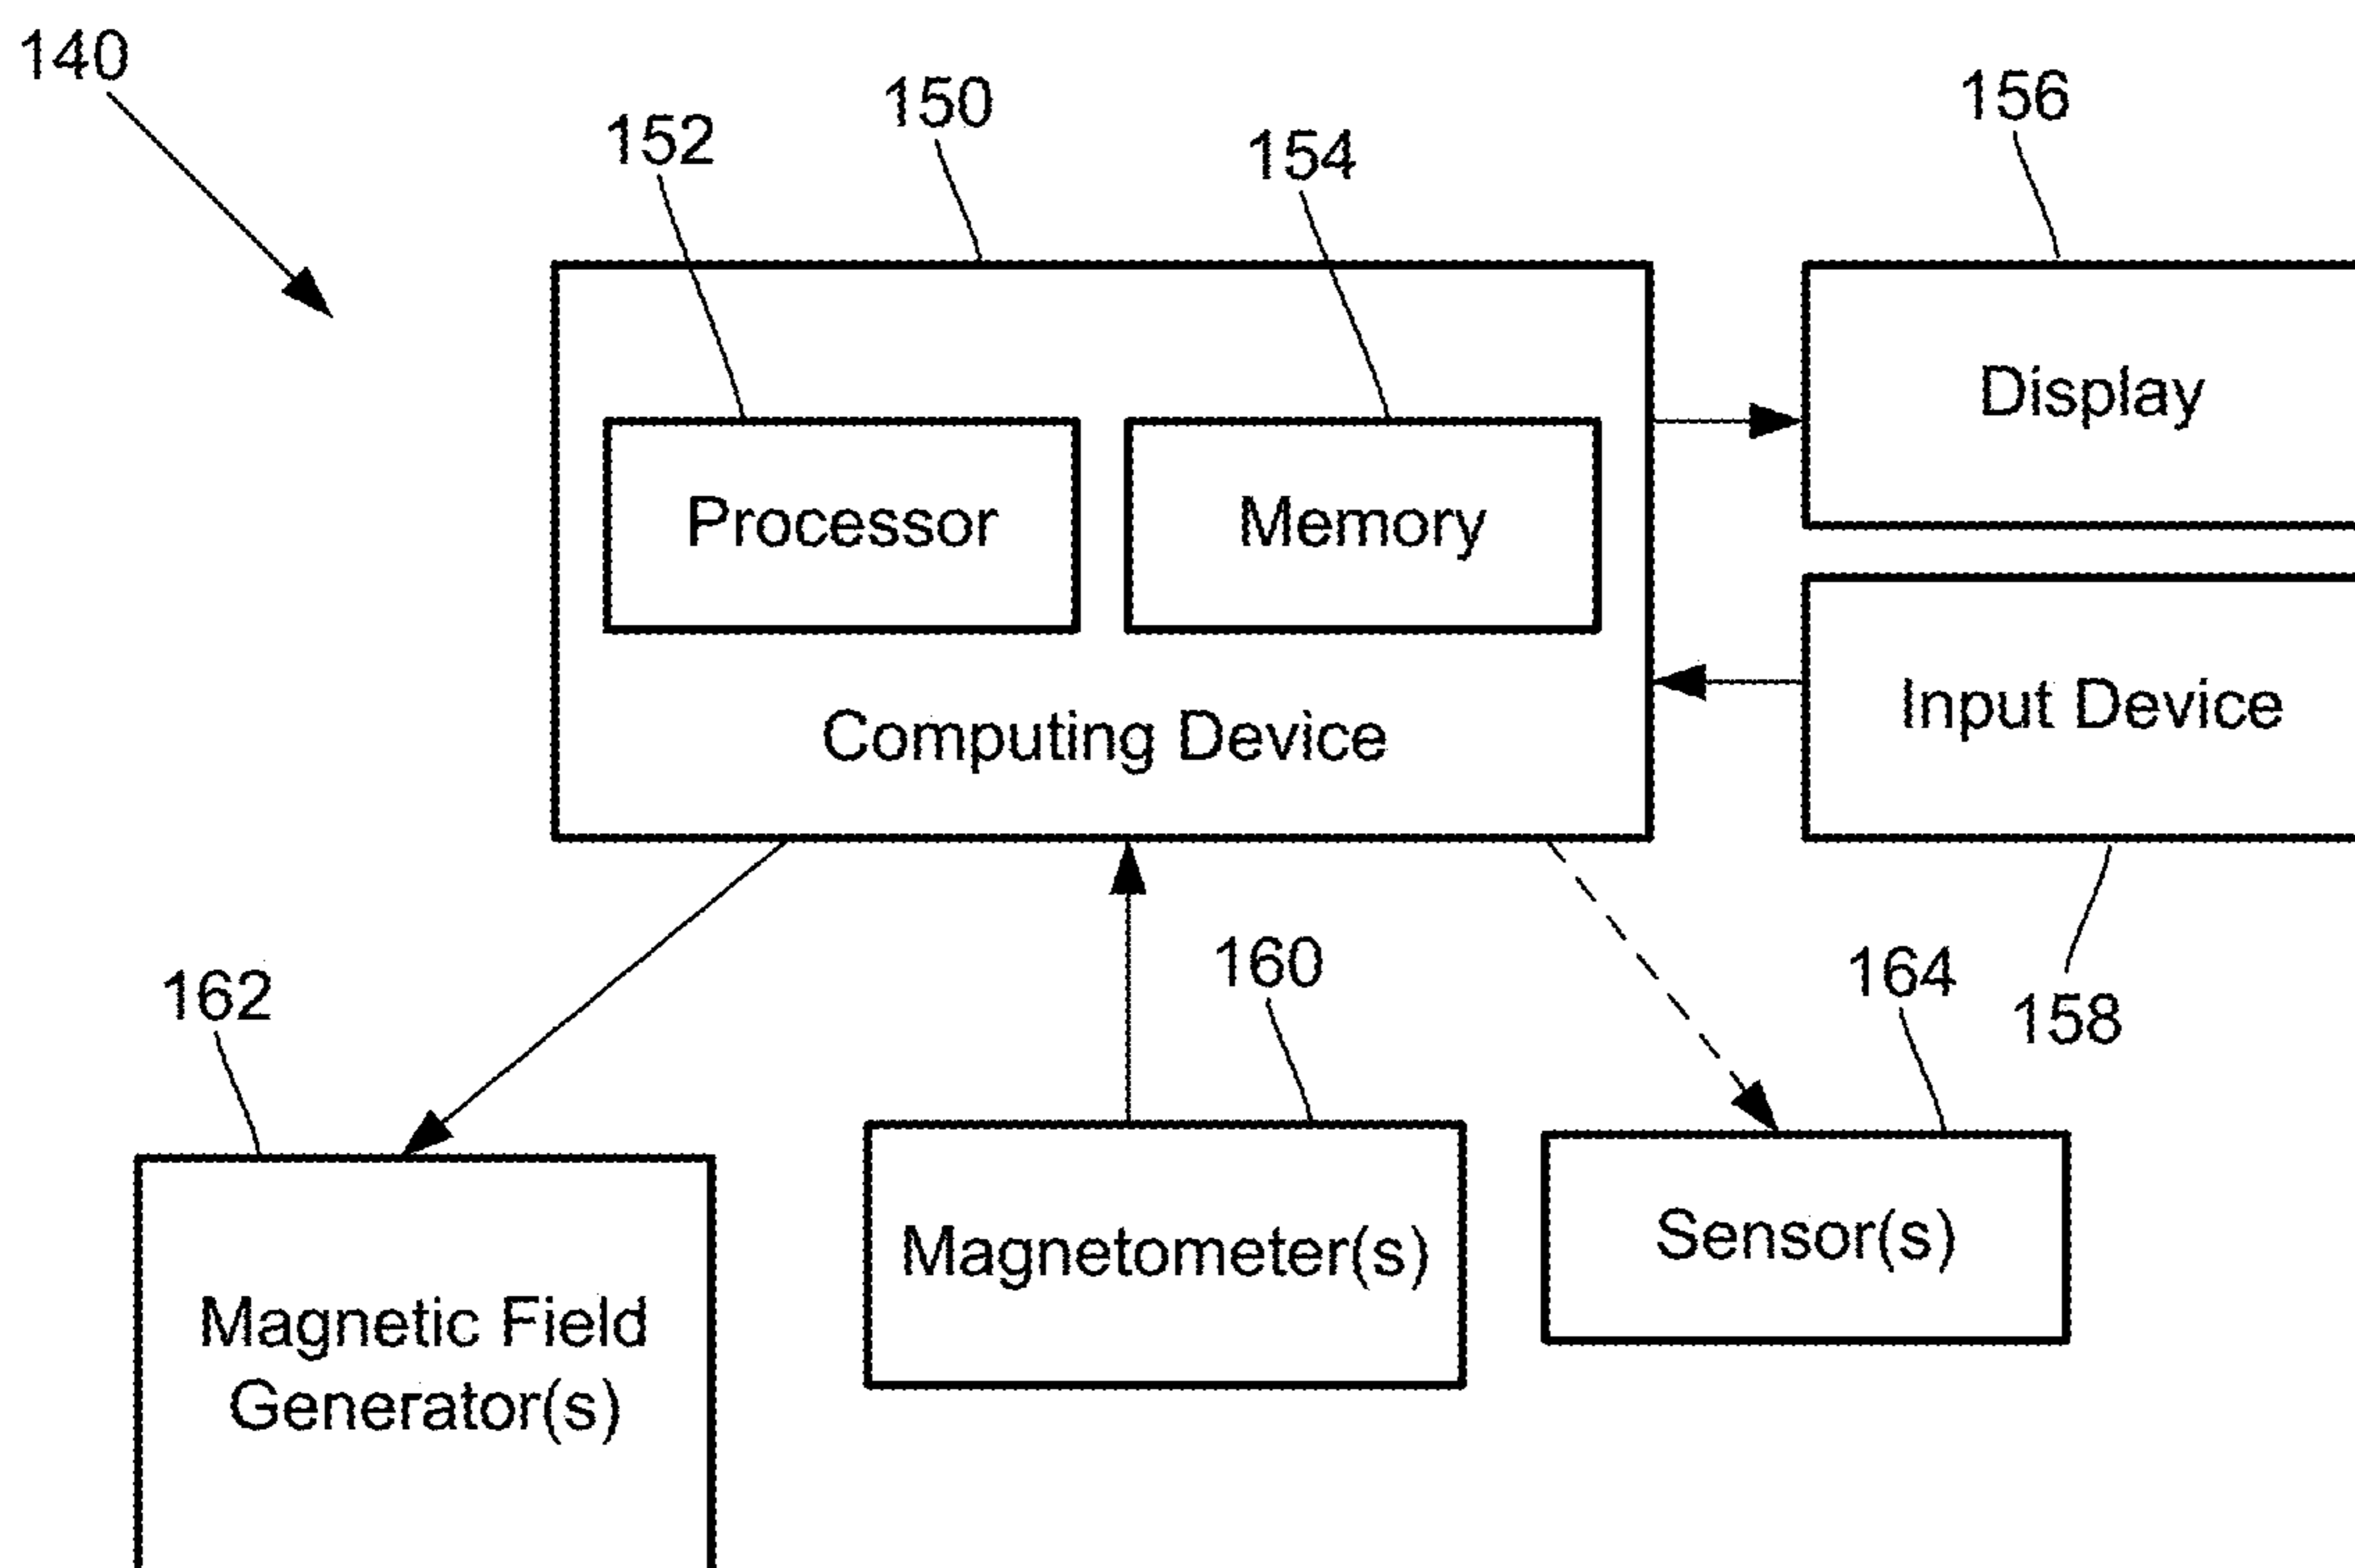 140
150
156
152
154
Display
Processor
Memory
Input Device
Computing Device
160
164
162
158
Magnetometer(s)
Sensor(s)
Magnetic Field
Generator(s)